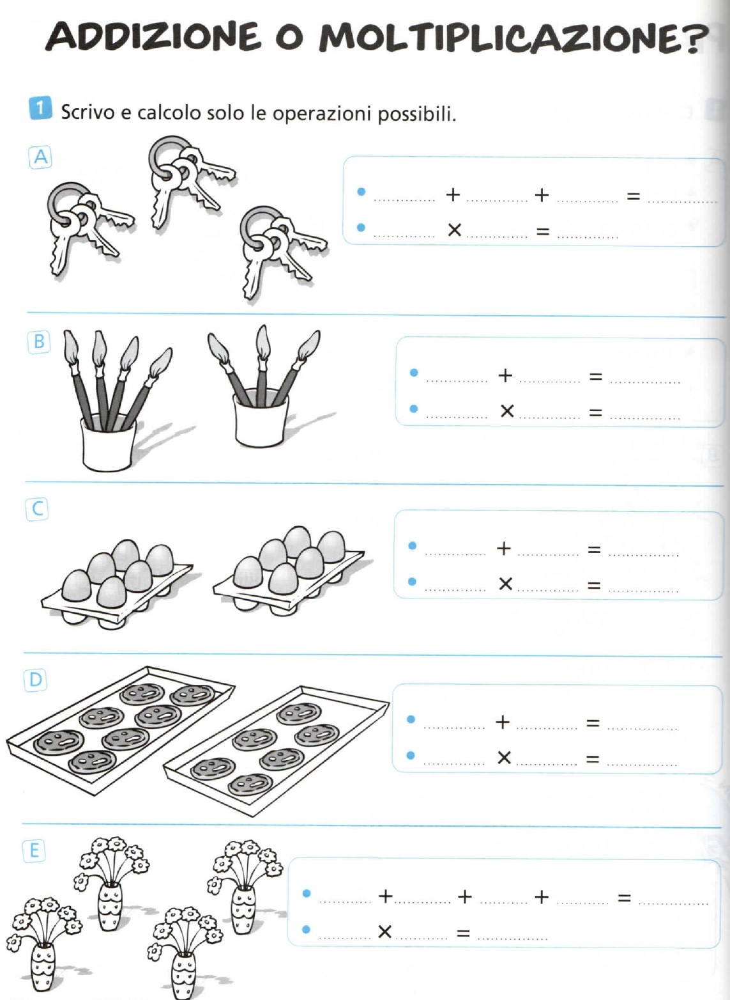 ADDIZIONE O MOLTIPLICAZIONE?
1 Scrivo e calcolo solo le operazioni possibili.
A
• .............. + .............. + .............. = ................
• .............. × .............. = ..............
B
• .............. + .............. = ................
• .............. × .............. = ................
C
• .............. + .............. = ................
• .............. × .............. = ................
D
• .............. + .............. = ................
• .............. × .............. = ................
E
• ............ + ............ + ........... + ............ = ................
• ............ × ............ = ................